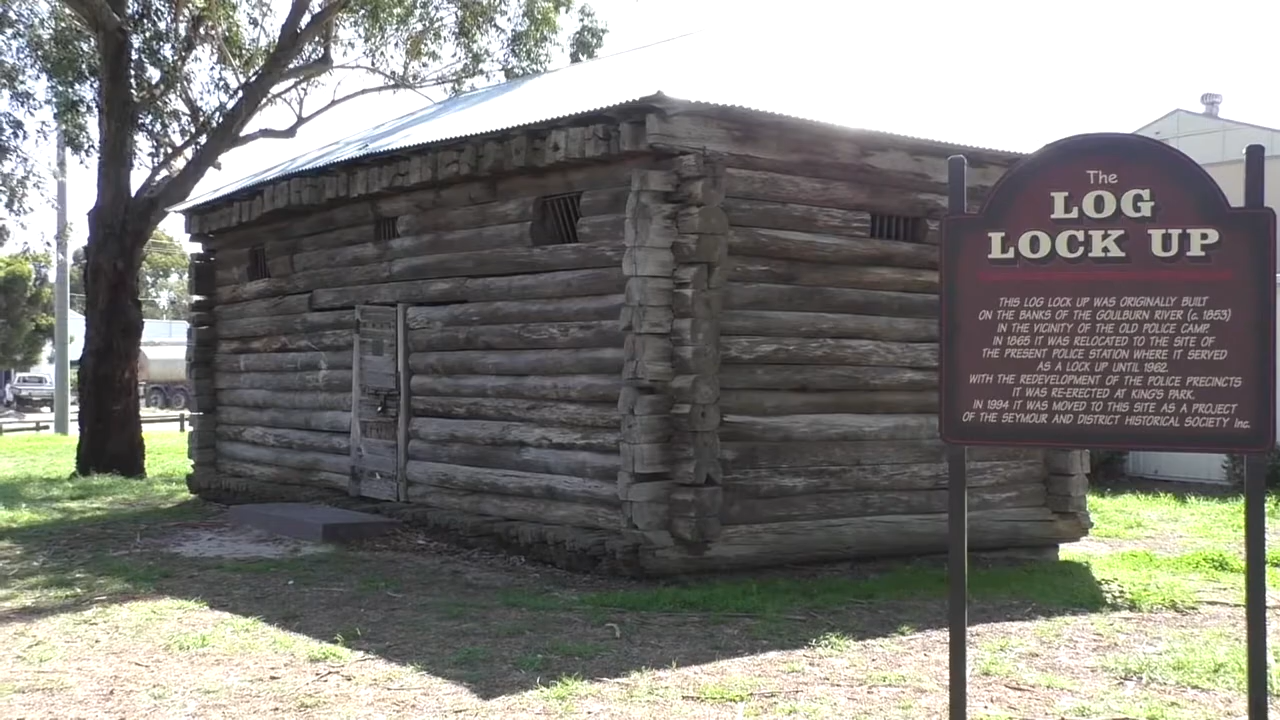 The
LOG
LOCK UP
THIS LOG LOCK UP WAS ORIGINALLY BUILT
ON THE BANKS OF THE GOULBURN RIVER (c. 1853)
IN THE VICINITY OF THE OLD POLICE CAMP.
IN 1865 IT WAS RELOCATED TO THE SITE OF
THE PRESENT POLICE STATION WHERE IT SERVED
AS A LOCK UP UNTIL 1962.
WITH THE REDEVELOPMENT OF THE POLICE PRECINCTS
IT WAS RE-ERECTED AT KING'S PARK.
IN 1994 IT WAS MOVED TO THIS SITE AS A PROJECT
OF THE SEYMOUR AND DISTRICT HISTORICAL SOCIETY Inc.